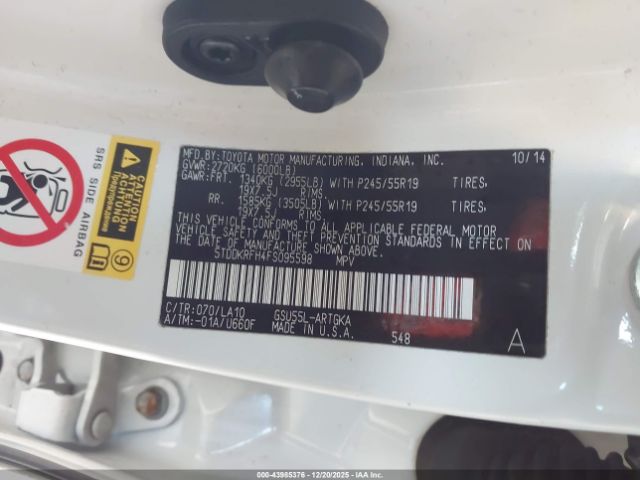 MFD.BY:TOYOTA MOTOR MANUFACTURING, INDIANA, INC. 10/14
GVWR:2720KG (6000LB)
GAWR:FRT. 1340KG (2955LB) WITH P245/55R19 TIRES,
19X7.5J RIMS
RR. 1585KG (3505LB) WITH P245/55R19 TIRES,
19X7.5J RIMS
THIS VEHICLE CONFORMS TO ALL APPLICABLE FEDERAL MOTOR
VEHICLE SAFETY AND THEFT PREVENTION STANDARDS IN EFFECT
ON THE DATE OF MANUFACTURE SHOWN ABOVE.
5TDDKRFH4FS095598 MPV
C/TR:070/LA10 GSU55L-ARTGKA
A/TM:-01A/U660F MADE IN U.S.A.
548
A
SRS SIDE AIRBAG
CAUTION
ACHTUNG
9
000-43985376 | 12/20/2025 | IAAI.CA